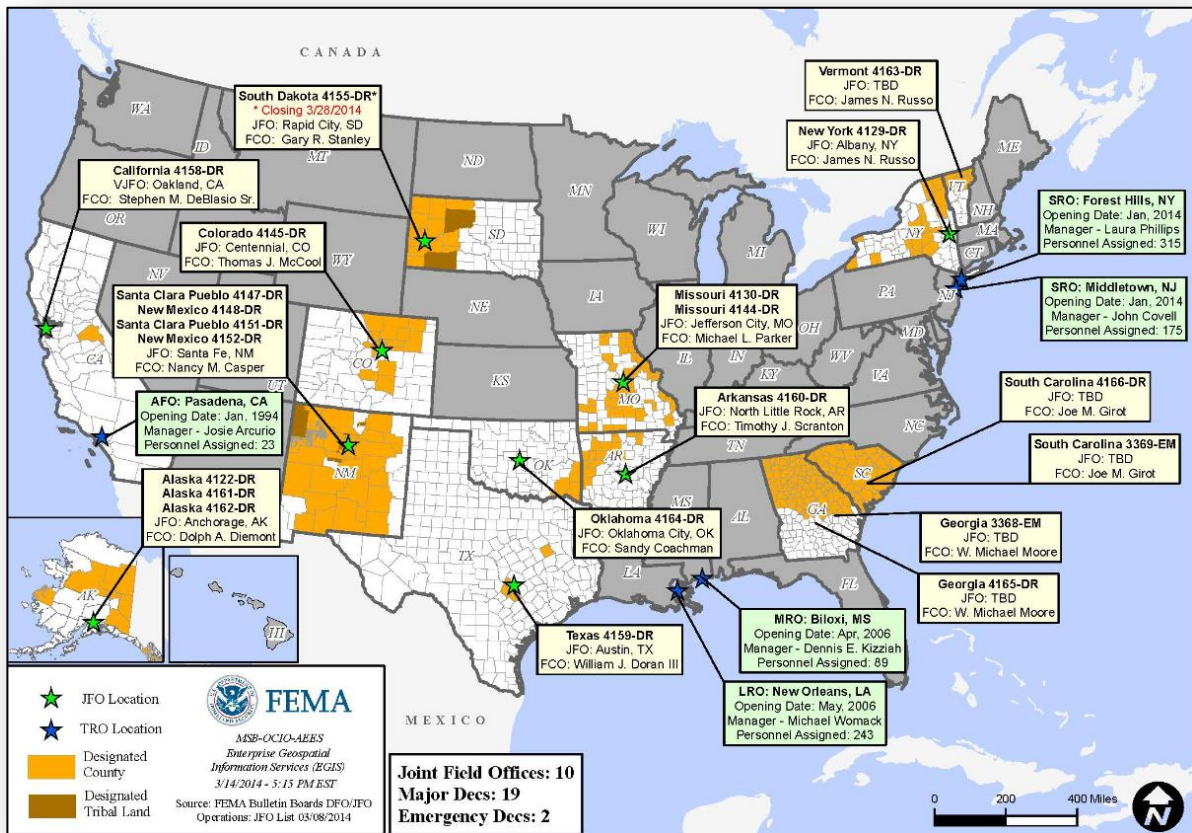 CANADA
WA
ID
MT
ND
MN
ME
OR
WY
SD
WI
MI
NY
VT
NH
MA
CT
NV
CA
UT
CO
NE
IA
IL
IN
OH
PA
NJ
MD
WV
VA
KS
MO
KY
NC
TN
NM
OK
AR
SC
TX
MS
AL
GA
LA
FL
AK
HI
MEXICO
South Dakota 4155-DR*
* Closing 3/28/2014
JFO: Rapid City, SD
FCO: Gary R. Stanley
Vermont 4163-DR
JFO: TBD
FCO: James N. Russo
New York 4129-DR
JFO: Albany, NY
FCO: James N. Russo
California 4158-DR
VJFO: Oakland, CA
FCO: Stephen M. DeBlasio Sr.
SRO: Forest Hills, NY
Opening Date: Jan, 2014
Manager - Laura Phillips
Personnel Assigned: 315
Colorado 4145-DR
JFO: Centennial, CO
FCO: Thomas J. McCool
SRO: Middletown, NJ
Opening Date: Jan, 2014
Manager - John Covell
Personnel Assigned: 175
Santa Clara Pueblo 4147-DR
New Mexico 4148-DR
Santa Clara Pueblo 4151-DR
New Mexico 4152-DR
JFO: Santa Fe, NM
FCO: Nancy M. Casper
Missouri 4130-DR
Missouri 4144-DR
JFO: Jefferson City, MO
FCO: Michael L. Parker
AFO: Pasadena, CA
Opening Date: Jan, 1994
Manager - Josie Arcurio
Personnel Assigned: 23
Arkansas 4160-DR
JFO: North Little Rock, AR
FCO: Timothy J. Scranton
South Carolina 4166-DR
JFO: TBD
FCO: Joe M. Girot
South Carolina 3369-EM
JFO: TBD
FCO: Joe M. Girot
Alaska 4122-DR
Alaska 4161-DR
Alaska 4162-DR
JFO: Anchorage, AK
FCO: Dolph A. Diemont
Oklahoma 4164-DR
JFO: Oklahoma City, OK
FCO: Sandy Coachman
Georgia 3368-EM
JFO: TBD
FCO: W. Michael Moore
Georgia 4165-DR
JFO: TBD
FCO: W. Michael Moore
Texas 4159-DR
JFO: Austin, TX
FCO: William J. Doran III
MRO: Biloxi, MS
Opening Date: Apr, 2006
Manager - Dennis E. Kizziah
Personnel Assigned: 89
LRO: New Orleans, LA
Opening Date: May, 2006
Manager - Michael Womack
Personnel Assigned: 243
JFO Location
TRO Location
Designated
County
Designated
Tribal Land
FEMA
MSB-OCIO-AEES
Enterprise Geospatial
Information Services (EGIS)
3/14/2014 - 5:15 PM EST
Source: FEMA Bulletin Boards DFO/JFO
Operations: JFO List 03/08/2014
Joint Field Offices: 10
Major Decs: 19
Emergency Decs: 2
0 200 400 Miles
N